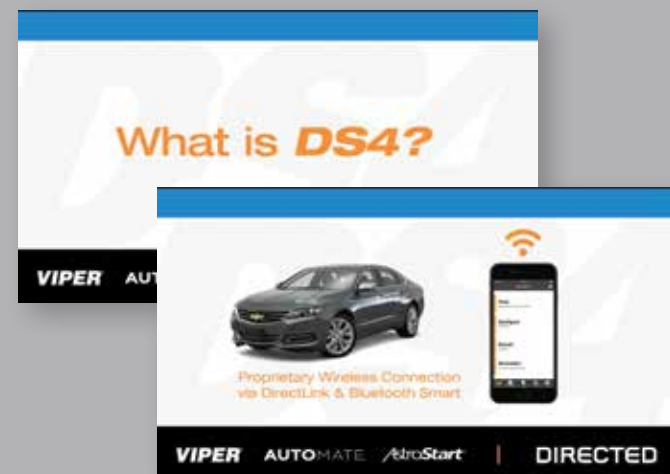 What is DS4?
VIPER AUT
Proprietary Wireless Connection
via DirectLink & Bluetooth Smart
VIPER AUTOMATE AstroStart | DIRECTED